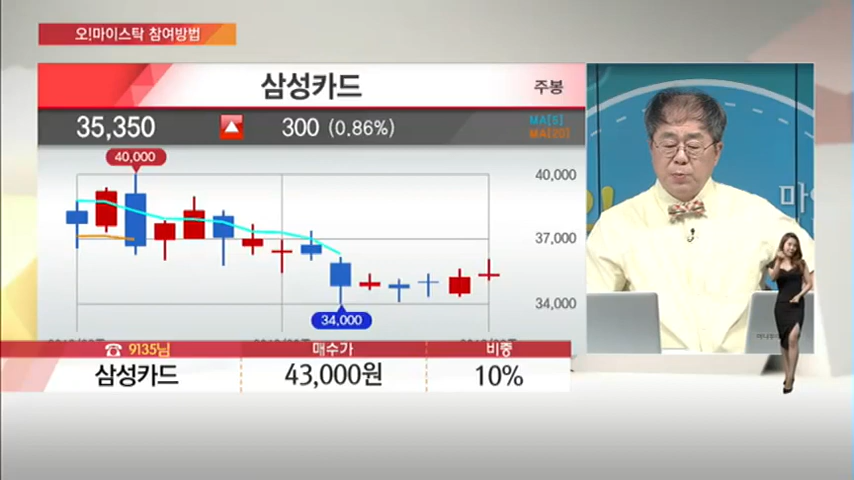 오!마이스탁 참여방법
삼성카드
주봉
35,350
300 (0.86%)
MA[5]
MA[20]
40,000
40,000
37,000
34,000
34,000
☎ 9135님
매수가
비중
삼성카드
43,000원
10%